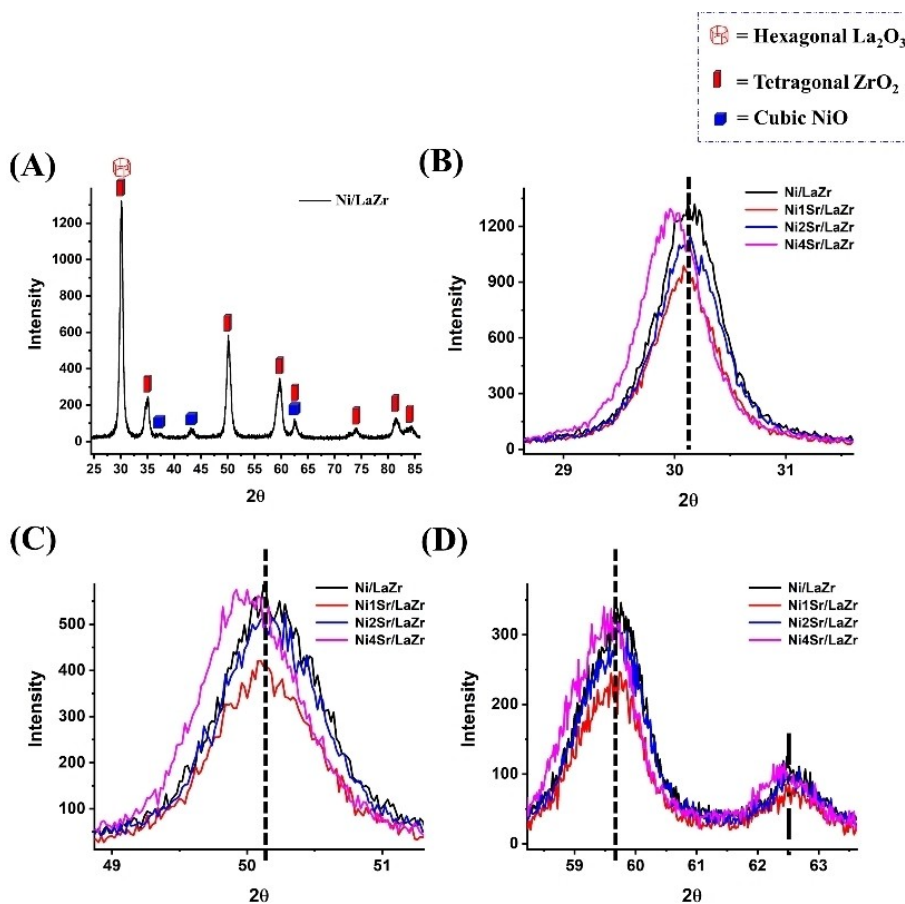 = Hexagonal La₂O₃
= Tetragonal ZrO₂
= Cubic NiO
(A)
Ni/LaZr
Intensity
1200
1000
800
600
400
200
0
25 30 35 40 45 50 55 60 65 70 75 80 85
2θ
(B)
Ni/LaZr
Ni1Sr/LaZr
Ni2Sr/LaZr
Ni4Sr/LaZr
Intensity
1200
900
600
300
0
29 30 31
2θ
(C)
Ni/LaZr
Ni1Sr/LaZr
Ni2Sr/LaZr
Ni4Sr/LaZr
Intensity
500
400
300
200
100
49 50 51
2θ
(D)
Ni/LaZr
Ni1Sr/LaZr
Ni2Sr/LaZr
Ni4Sr/LaZr
Intensity
300
200
100
0
59 60 61 62 63
2θ